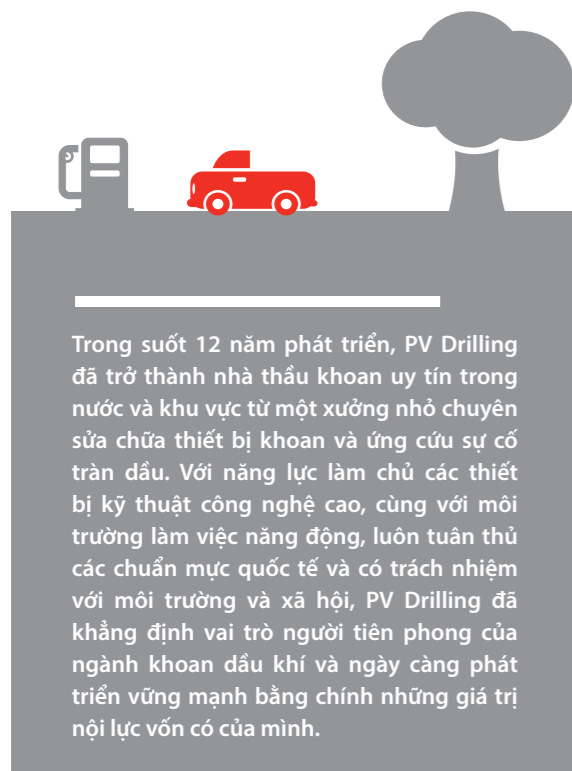 Trong suốt 12 năm phát triển, PV Drilling
đã trở thành nhà thầu khoan uy tín trong
nước và khu vực từ một xưởng nhỏ chuyên
sửa chữa thiết bị khoan và ứng cứu sự cố
tràn dầu. Với năng lực làm chủ các thiết
bị kỹ thuật công nghệ cao, cùng với môi
trường làm việc năng động, luôn tuân thủ
các chuẩn mực quốc tế và có trách nhiệm
với môi trường và xã hội, PV Drilling đã
khẳng định vai trò người tiên phong của
ngành khoan dầu khí và ngày càng phát
triển vững mạnh bằng chính những giá trị
nội lực vốn có của mình.